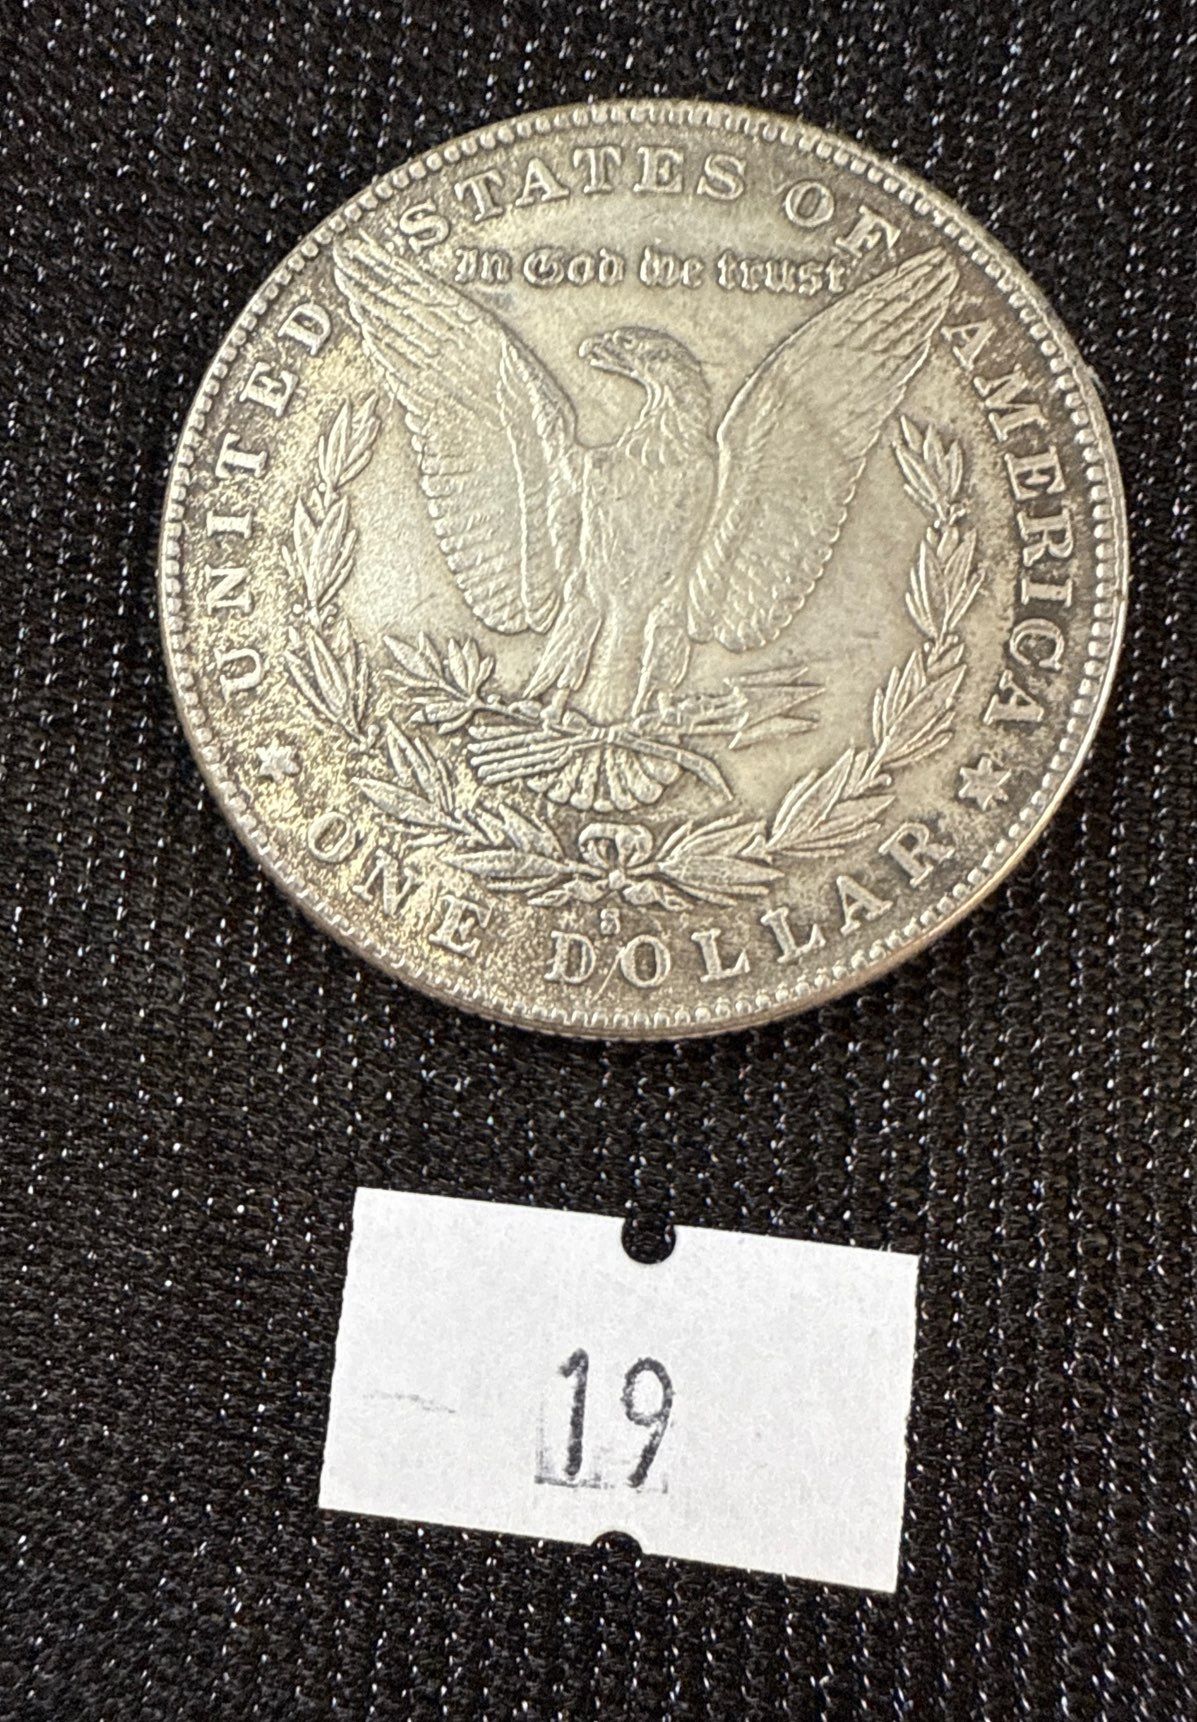 UNITED STATES OF AMERICA
In God we trust
S
ONE DOLLAR
19